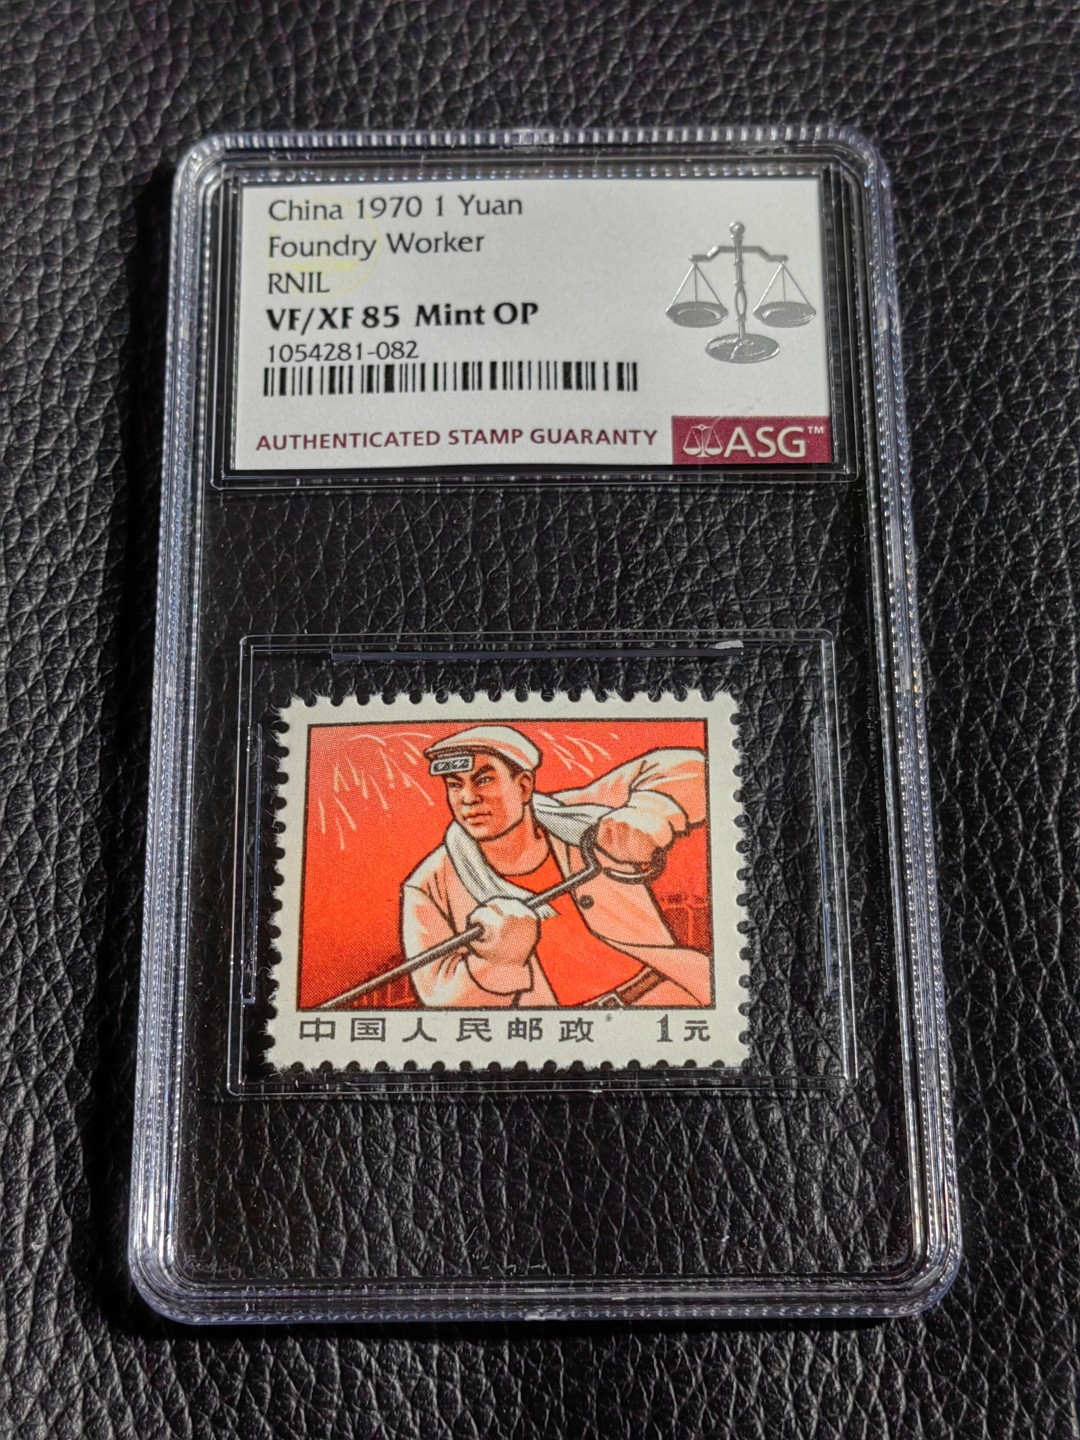 China 1970 1 Yuan
Foundry Worker
RNIL
VF/XF 85 Mint OP
1054281-082
AUTHENTICATED STAMP GUARANTY
ASG™
中国人民邮政 1元